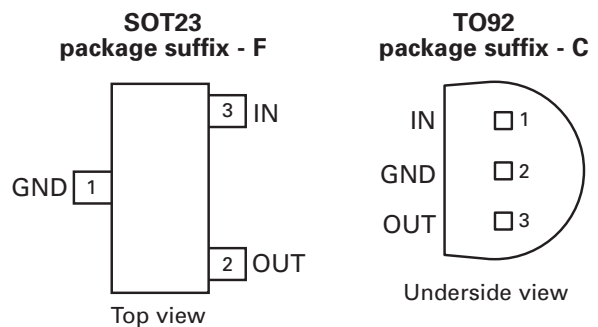 SOT23
package suffix - F
3 IN
GND 1
2 OUT
Top view
TO92
package suffix - C
IN 1
GND 2
OUT 3
Underside view